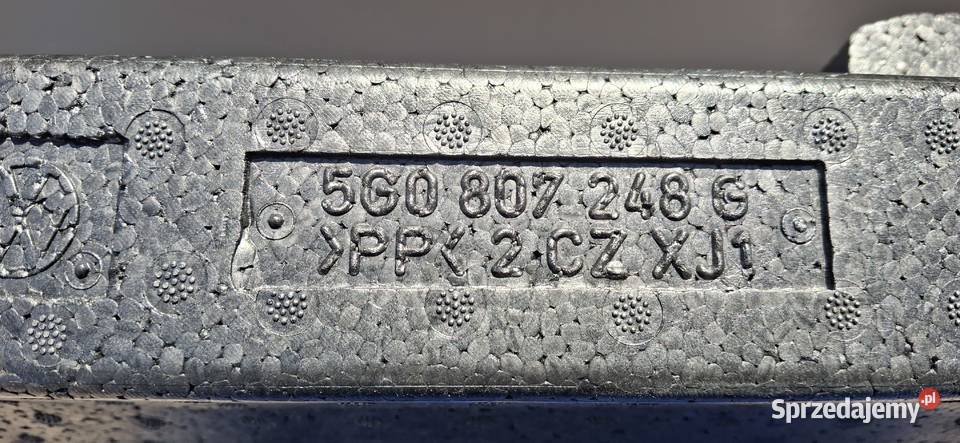 5G0 807 248 G
>PP< 2 CZ XJ1
Sprzedajemy.pl